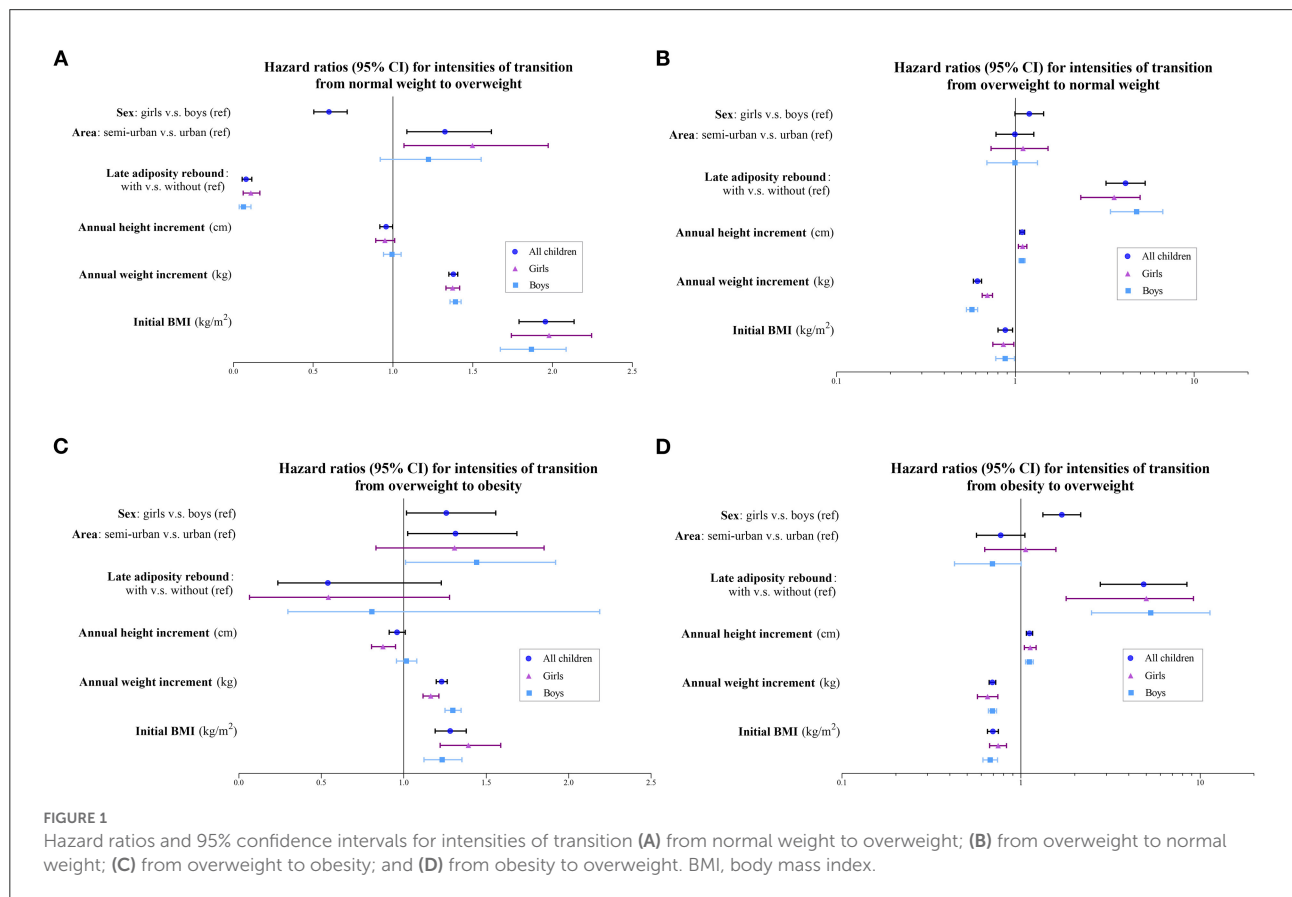 A
Hazard ratios (95% CI) for intensities of transition
from normal weight to overweight
Sex: girls v.s. boys (ref)
Area: semi-urban v.s. urban (ref)
Late adiposity rebound:
with v.s. without (ref)
Annual height increment (cm)
Annual weight increment (kg)
Initial BMI (kg/m²)
All children
Girls
Boys
0.0 0.5 1.0 1.5 2.0 2.5
B
Hazard ratios (95% CI) for intensities of transition
from overweight to normal weight
Sex: girls v.s. boys (ref)
Area: semi-urban v.s. urban (ref)
Late adiposity rebound:
with v.s. without (ref)
Annual height increment (cm)
Annual weight increment (kg)
Initial BMI (kg/m²)
All children
Girls
Boys
0.1 1 10
C
Hazard ratios (95% CI) for intensities of transition
from overweight to obesity
Sex: girls v.s. boys (ref)
Area: semi-urban v.s. urban (ref)
Late adiposity rebound:
with v.s. without (ref)
Annual height increment (cm)
Annual weight increment (kg)
Initial BMI (kg/m²)
All children
Girls
Boys
0.0 0.5 1.0 1.5 2.0 2.5
D
Hazard ratios (95% CI) for intensities of transition
from obesity to overweight
Sex: girls v.s. boys (ref)
Area: semi-urban v.s. urban (ref)
Late adiposity rebound:
with v.s. without (ref)
Annual height increment (cm)
Annual weight increment (kg)
Initial BMI (kg/m²)
All children
Girls
Boys
0.1 1 10
FIGURE 1
Hazard ratios and 95% confidence intervals for intensities of transition (A) from normal weight to overweight; (B) from overweight to normal
weight; (C) from overweight to obesity; and (D) from obesity to overweight. BMI, body mass index.